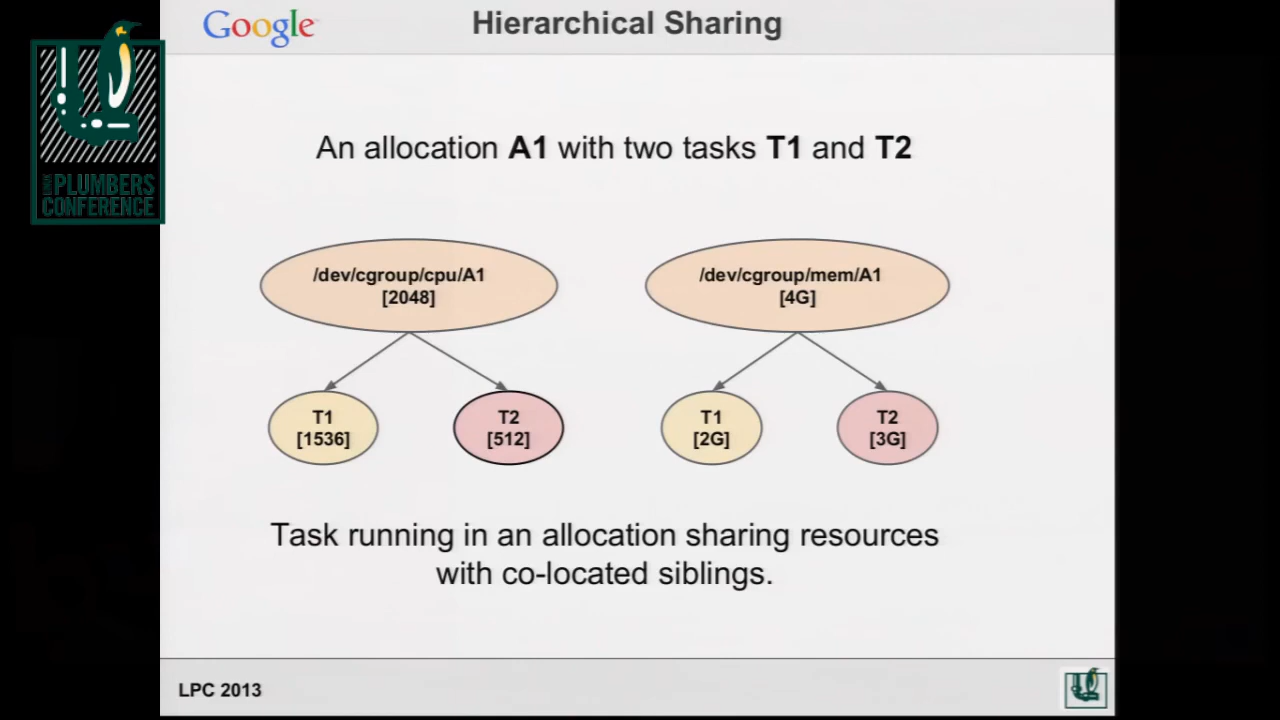 Google
Hierarchical Sharing
LINUX
PLUMBERS
CONFERENCE
An allocation A1 with two tasks T1 and T2
/dev/cgroup/cpu/A1
[2048]
/dev/cgroup/mem/A1
[4G]
T1
[1536]
T2
[512]
T1
[2G]
T2
[3G]
Task running in an allocation sharing resources
with co-located siblings.
LPC 2013